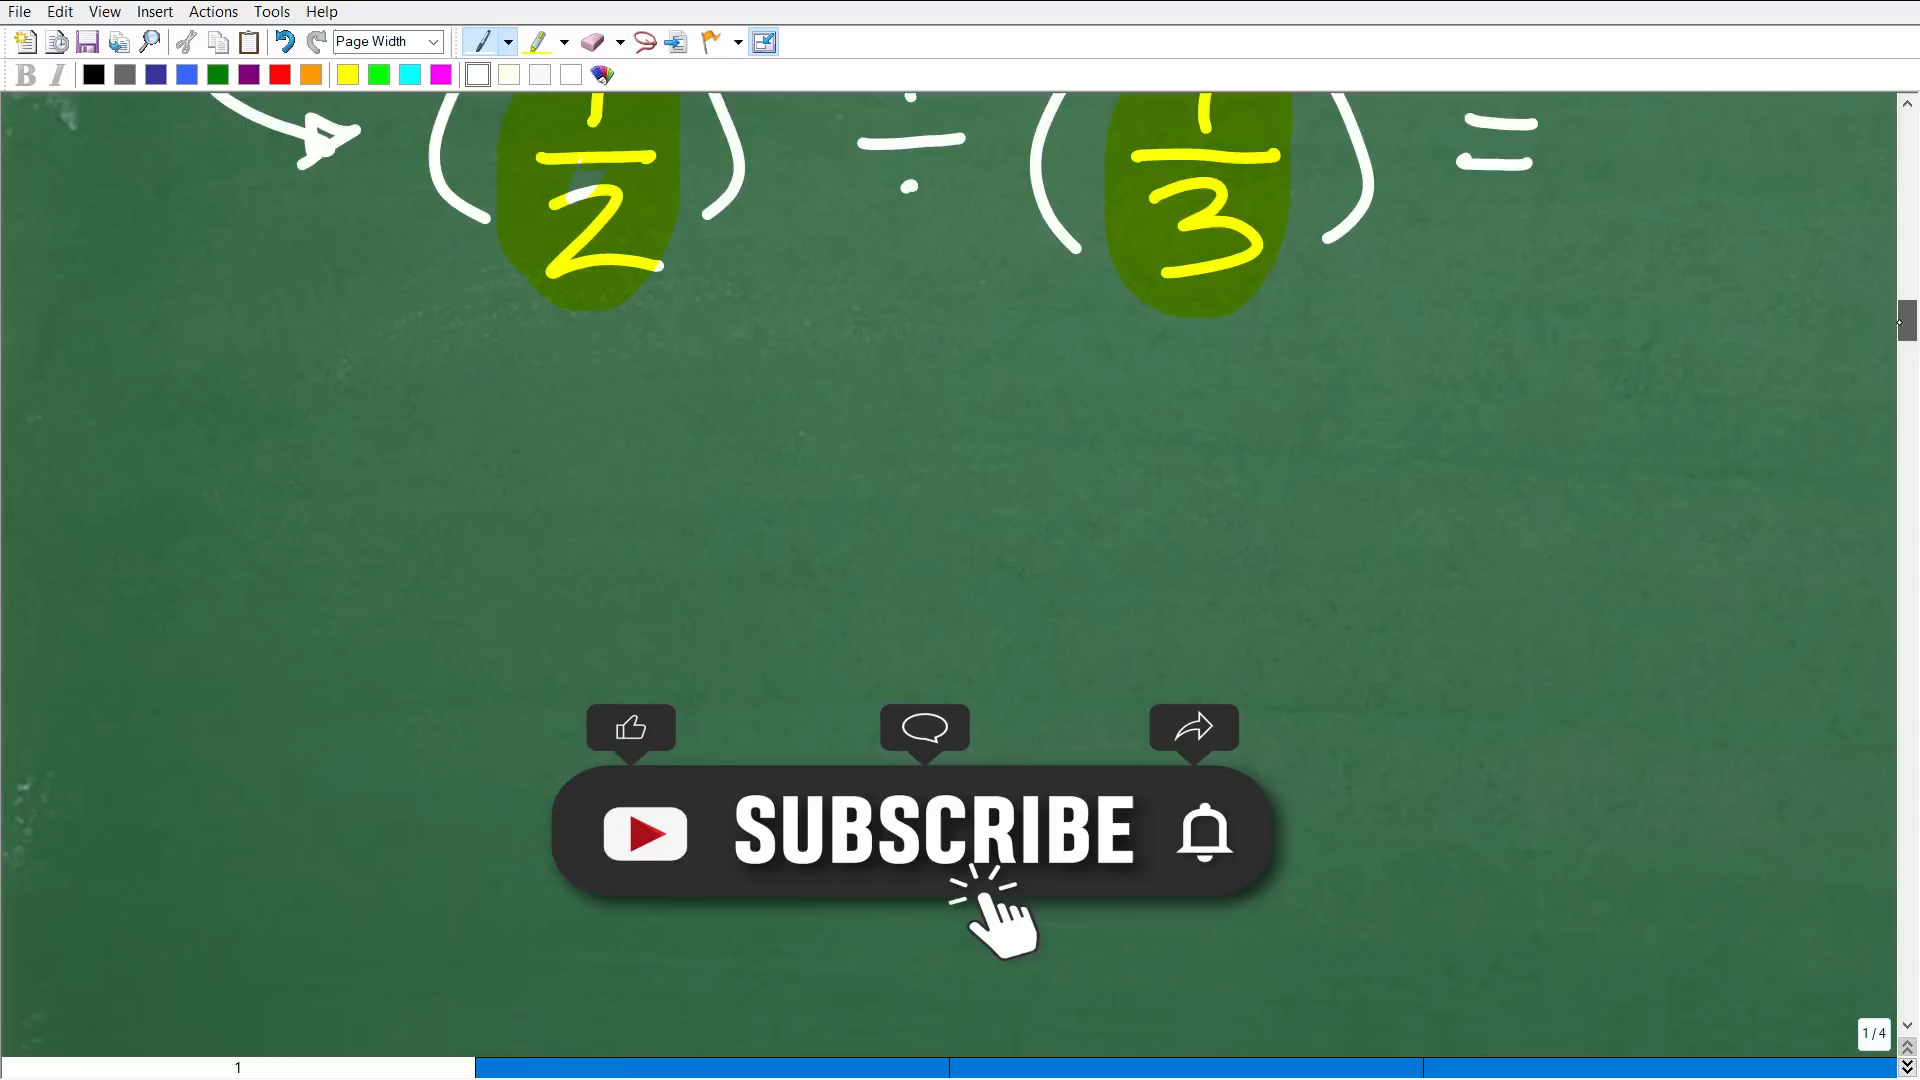 File Edit View Insert Actions Tools Help
Page Width
B I
(1/2) ÷ (1/3) =
SUBSCRIBE
1 / 4
1